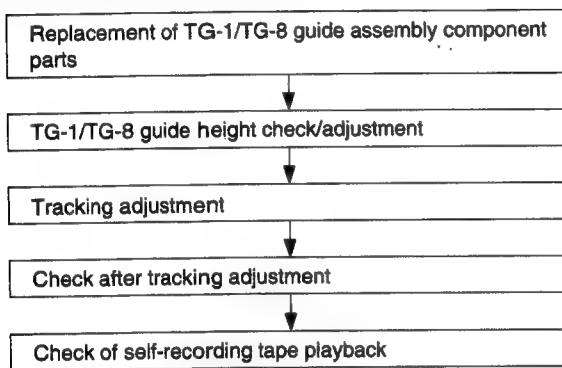 Replacement of TG-1/TG-8 guide assembly component
parts
TG-1/TG-8 guide height check/adjustment
Tracking adjustment
Check after tracking adjustment
Check of self-recording tape playback